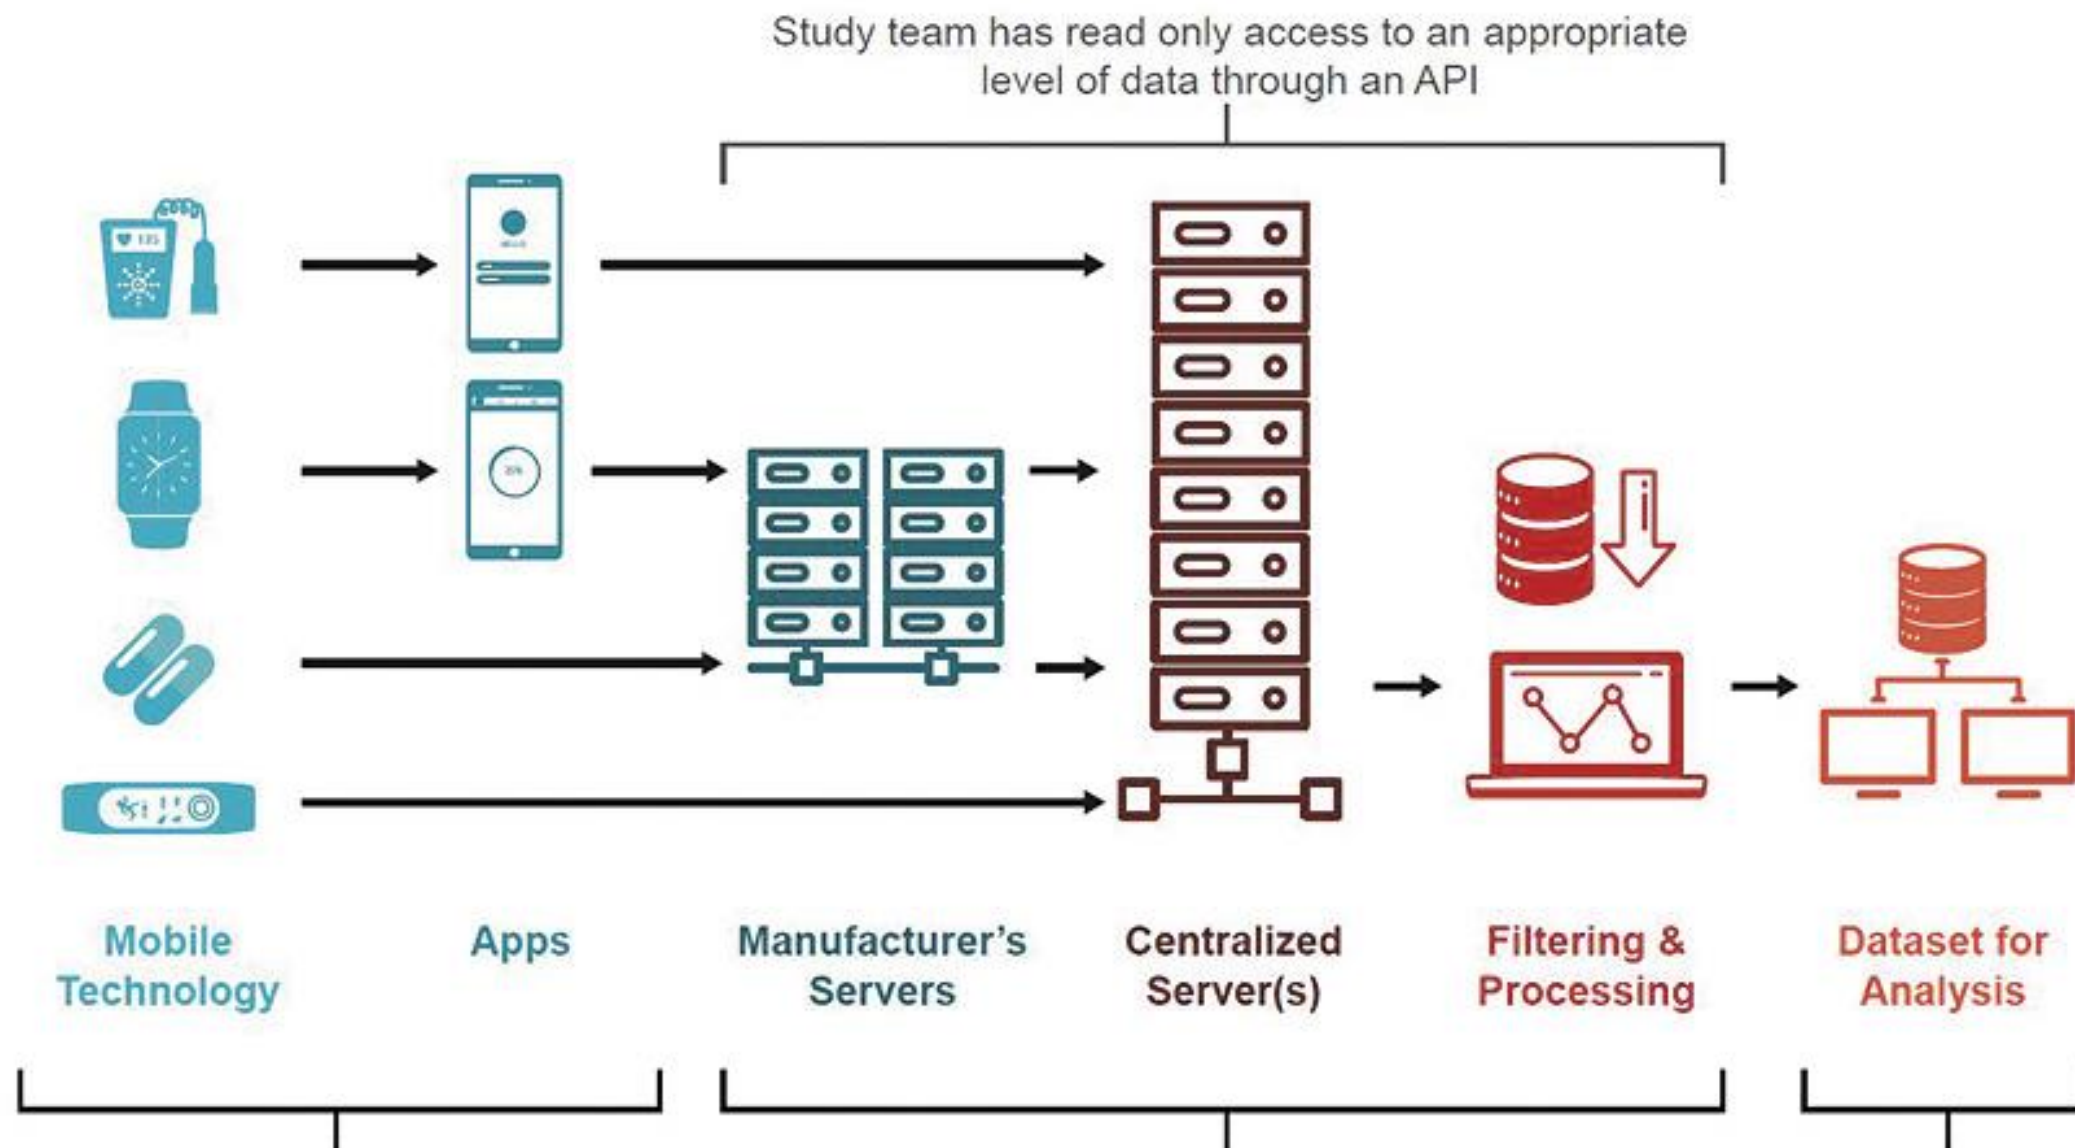 Study team has read only access to an appropriate
level of data through an API
135
Mobile
Technology
Apps
Manufacturer's
Servers
Centralized
Server(s)
Filtering &
Processing
Dataset for
Analysis